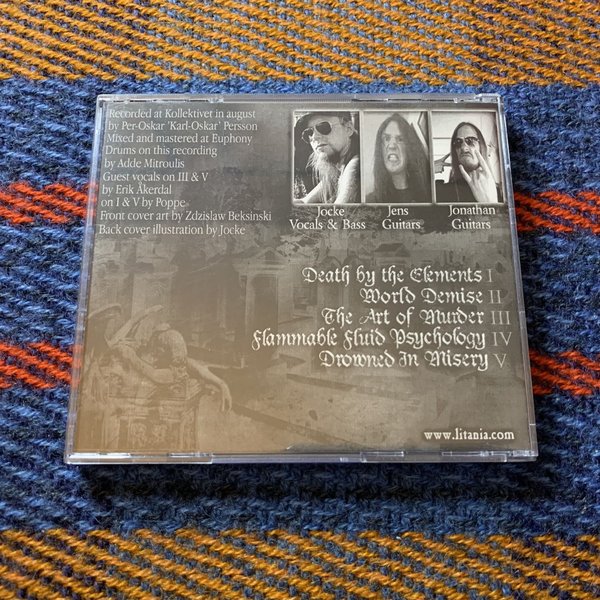 Recorded at Kollektivet in august
by Per-Oskar 'Karl-Oskar' Persson
Mixed and mastered at Euphony
Drums on this recording
by Adde Mitroulis
Guest vocals on III & V
by Erik Åkerdal
on I & V by Poppe
Front cover art by Zdzislaw Beksinski
Back cover illustration by Jocke
Jocke
Vocals & Bass
Jens
Guitars
Jonathan
Guitars
Death by the Elements I
World Demise II
The Art of Murder III
Flammable Fluid Psychology IV
Drowned In Misery V
www.litania.com